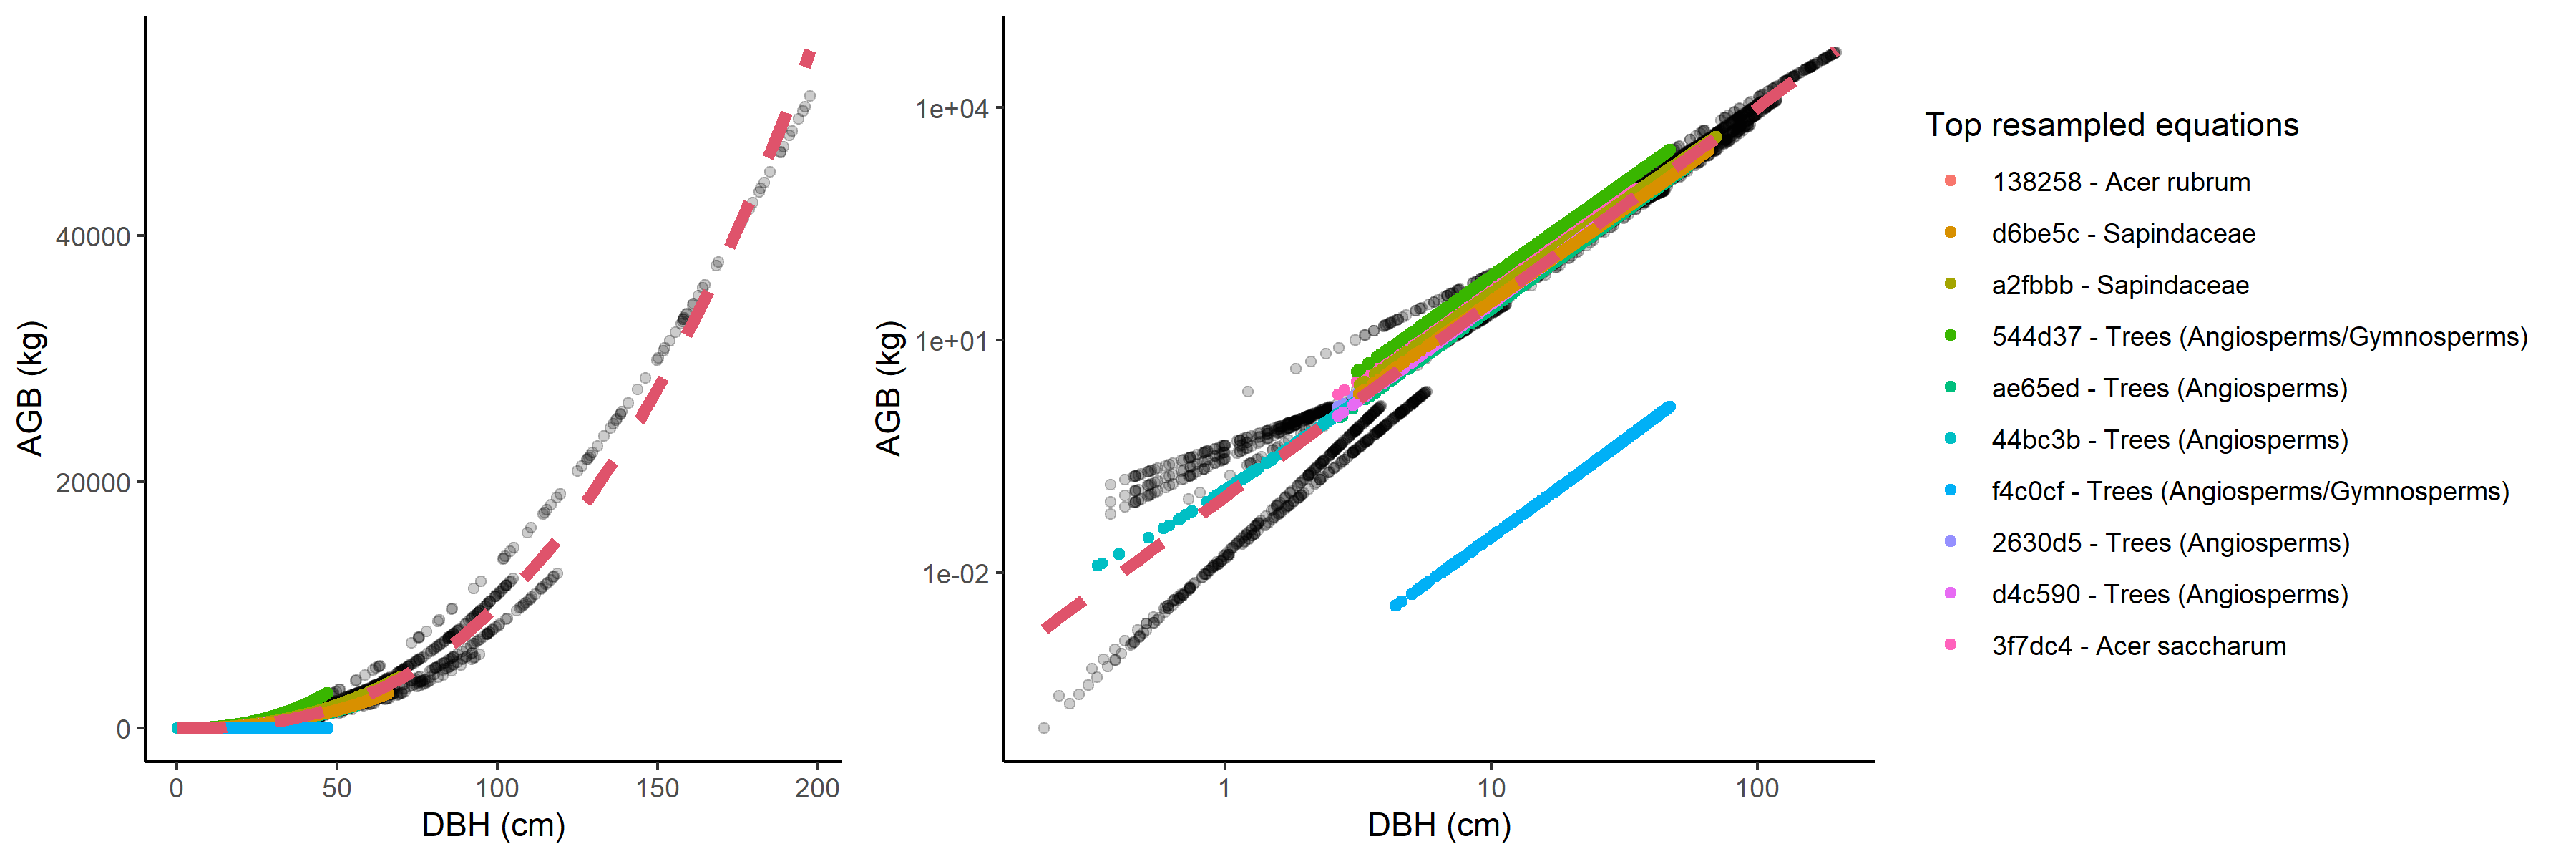 AGB (kg)
40000
20000
0
0 50 100 150 200
DBH (cm)
AGB (kg)
1e+04
1e+01
1e-02
1 10 100
DBH (cm)
Top resampled equations
138258 - Acer rubrum
d6be5c - Sapindaceae
a2fbbb - Sapindaceae
544d37 - Trees (Angiosperms/Gymnosperms)
ae65ed - Trees (Angiosperms)
44bc3b - Trees (Angiosperms)
f4c0cf - Trees (Angiosperms/Gymnosperms)
2630d5 - Trees (Angiosperms)
d4c590 - Trees (Angiosperms)
3f7dc4 - Acer saccharum